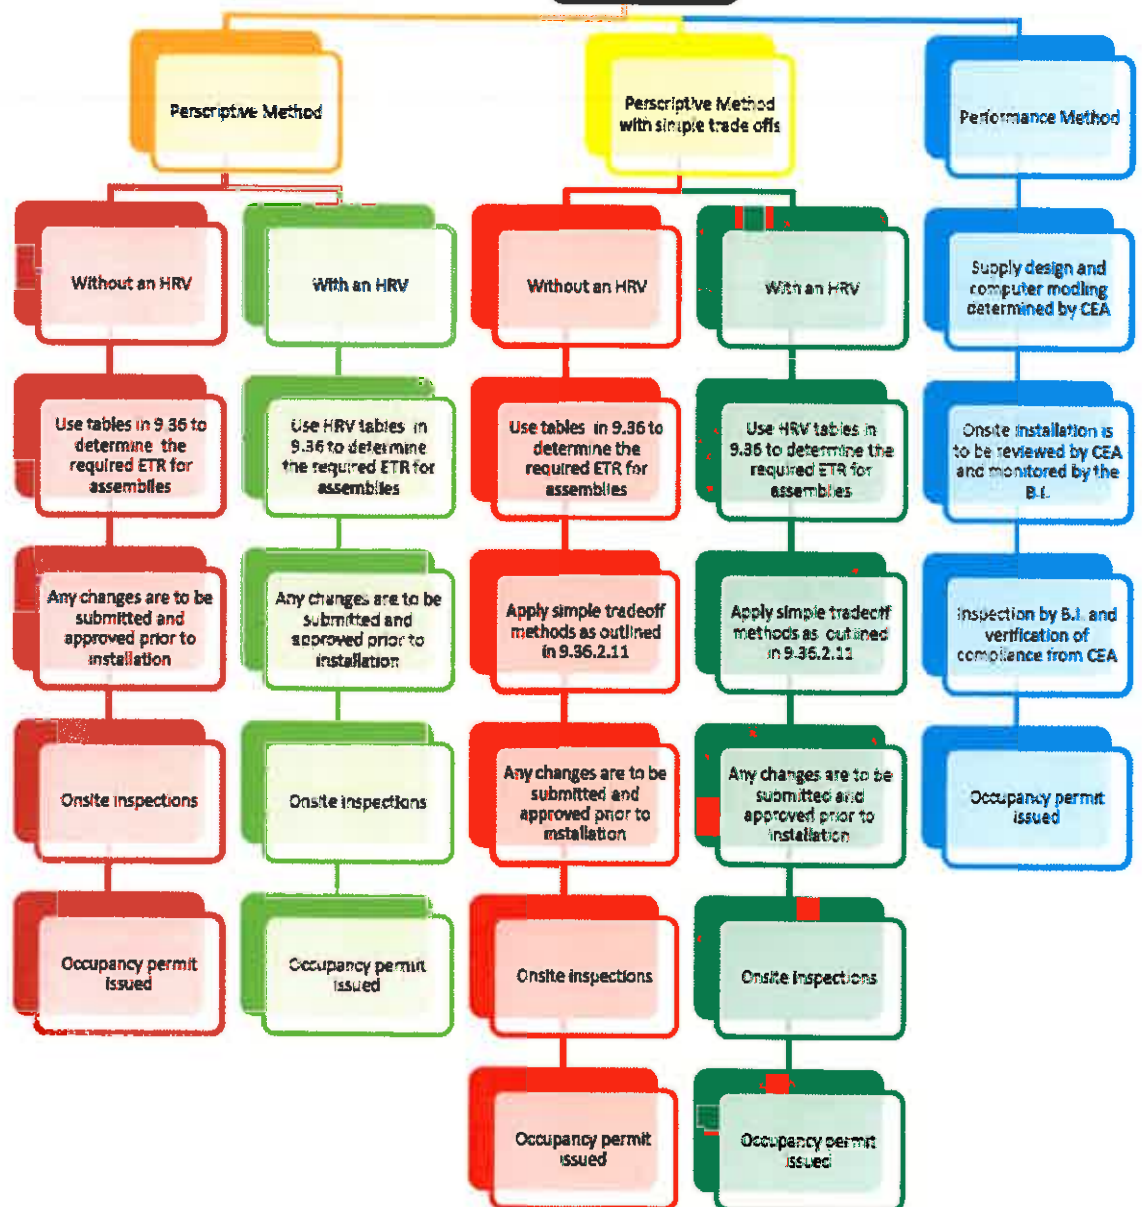 Perscriptive Method
Perscriptive Method
with simple trade offs
Performance Method
Without an HRV
With an HRV
Without an HRV
With an HRV
Supply design and
computer modling
determined by CEA
Use tables in 9 36 to
determine the
required ETR for
assemblies
Use HRV tables in
9.36 to determine
the required ETR for
assemblies
Use tables in 9.36 to
determine the
required ETR for
assemblies
Use HRV tables in
9.36 to determine the
required ETR for
assemblies
Onsite installation is
to be reviewed by CEA
and monitored by the
B.I.
Any changes are to be
submitted and
approved prior to
installation
Any changes are to be
submitted and
approved prior to
installation
Apply simple tradeoff
methods as outlined
in 9.36.2.11
Apply simple tradeoff
methods as outlined
in 9.36.2.11
Inspection by B.I. and
verification of
compliance from CEA
Onsite inspections
Onsite inspections
Any changes are to be
submitted and
approved prior to
installation
Any changes are to be
submitted and
approved prior to
installation
Occupancy permit
issued
Occupancy permit
issued
Occupancy permit
issued
Onsite inspections
Onsite inspections
Occupancy permit
issued
Occupancy permit
issued